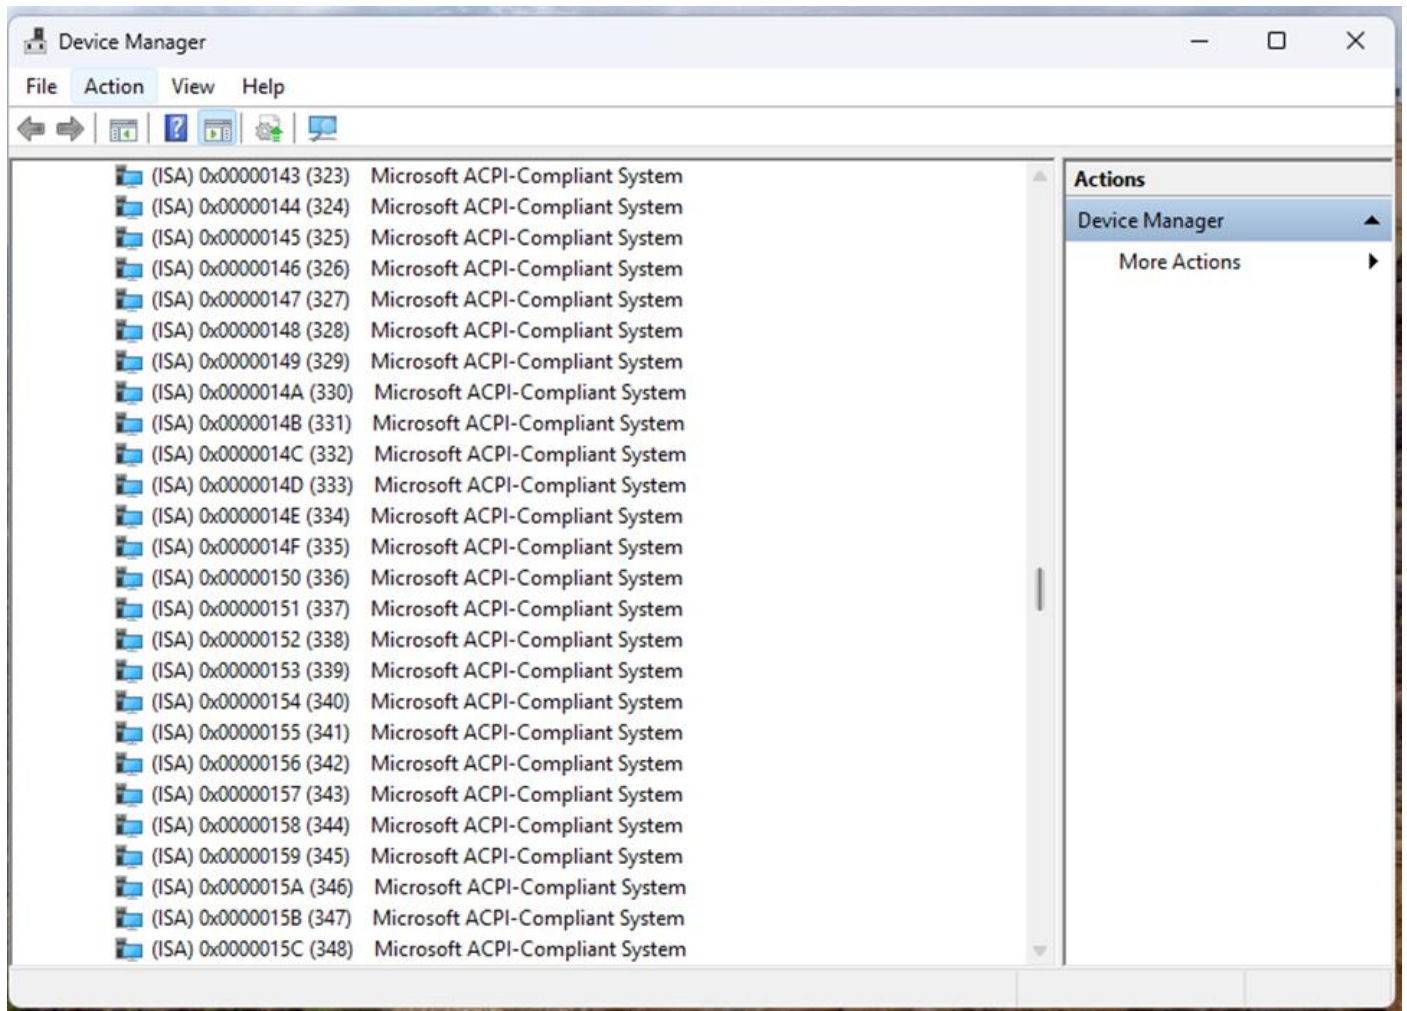 Device Manager
File Action View Help
(ISA) 0x00000143 (323) Microsoft ACPI-Compliant System
(ISA) 0x00000144 (324) Microsoft ACPI-Compliant System
(ISA) 0x00000145 (325) Microsoft ACPI-Compliant System
(ISA) 0x00000146 (326) Microsoft ACPI-Compliant System
(ISA) 0x00000147 (327) Microsoft ACPI-Compliant System
(ISA) 0x00000148 (328) Microsoft ACPI-Compliant System
(ISA) 0x00000149 (329) Microsoft ACPI-Compliant System
(ISA) 0x0000014A (330) Microsoft ACPI-Compliant System
(ISA) 0x0000014B (331) Microsoft ACPI-Compliant System
(ISA) 0x0000014C (332) Microsoft ACPI-Compliant System
(ISA) 0x0000014D (333) Microsoft ACPI-Compliant System
(ISA) 0x0000014E (334) Microsoft ACPI-Compliant System
(ISA) 0x0000014F (335) Microsoft ACPI-Compliant System
(ISA) 0x00000150 (336) Microsoft ACPI-Compliant System
(ISA) 0x00000151 (337) Microsoft ACPI-Compliant System
(ISA) 0x00000152 (338) Microsoft ACPI-Compliant System
(ISA) 0x00000153 (339) Microsoft ACPI-Compliant System
(ISA) 0x00000154 (340) Microsoft ACPI-Compliant System
(ISA) 0x00000155 (341) Microsoft ACPI-Compliant System
(ISA) 0x00000156 (342) Microsoft ACPI-Compliant System
(ISA) 0x00000157 (343) Microsoft ACPI-Compliant System
(ISA) 0x00000158 (344) Microsoft ACPI-Compliant System
(ISA) 0x00000159 (345) Microsoft ACPI-Compliant System
(ISA) 0x0000015A (346) Microsoft ACPI-Compliant System
(ISA) 0x0000015B (347) Microsoft ACPI-Compliant System
(ISA) 0x0000015C (348) Microsoft ACPI-Compliant System
Actions
Device Manager
More Actions